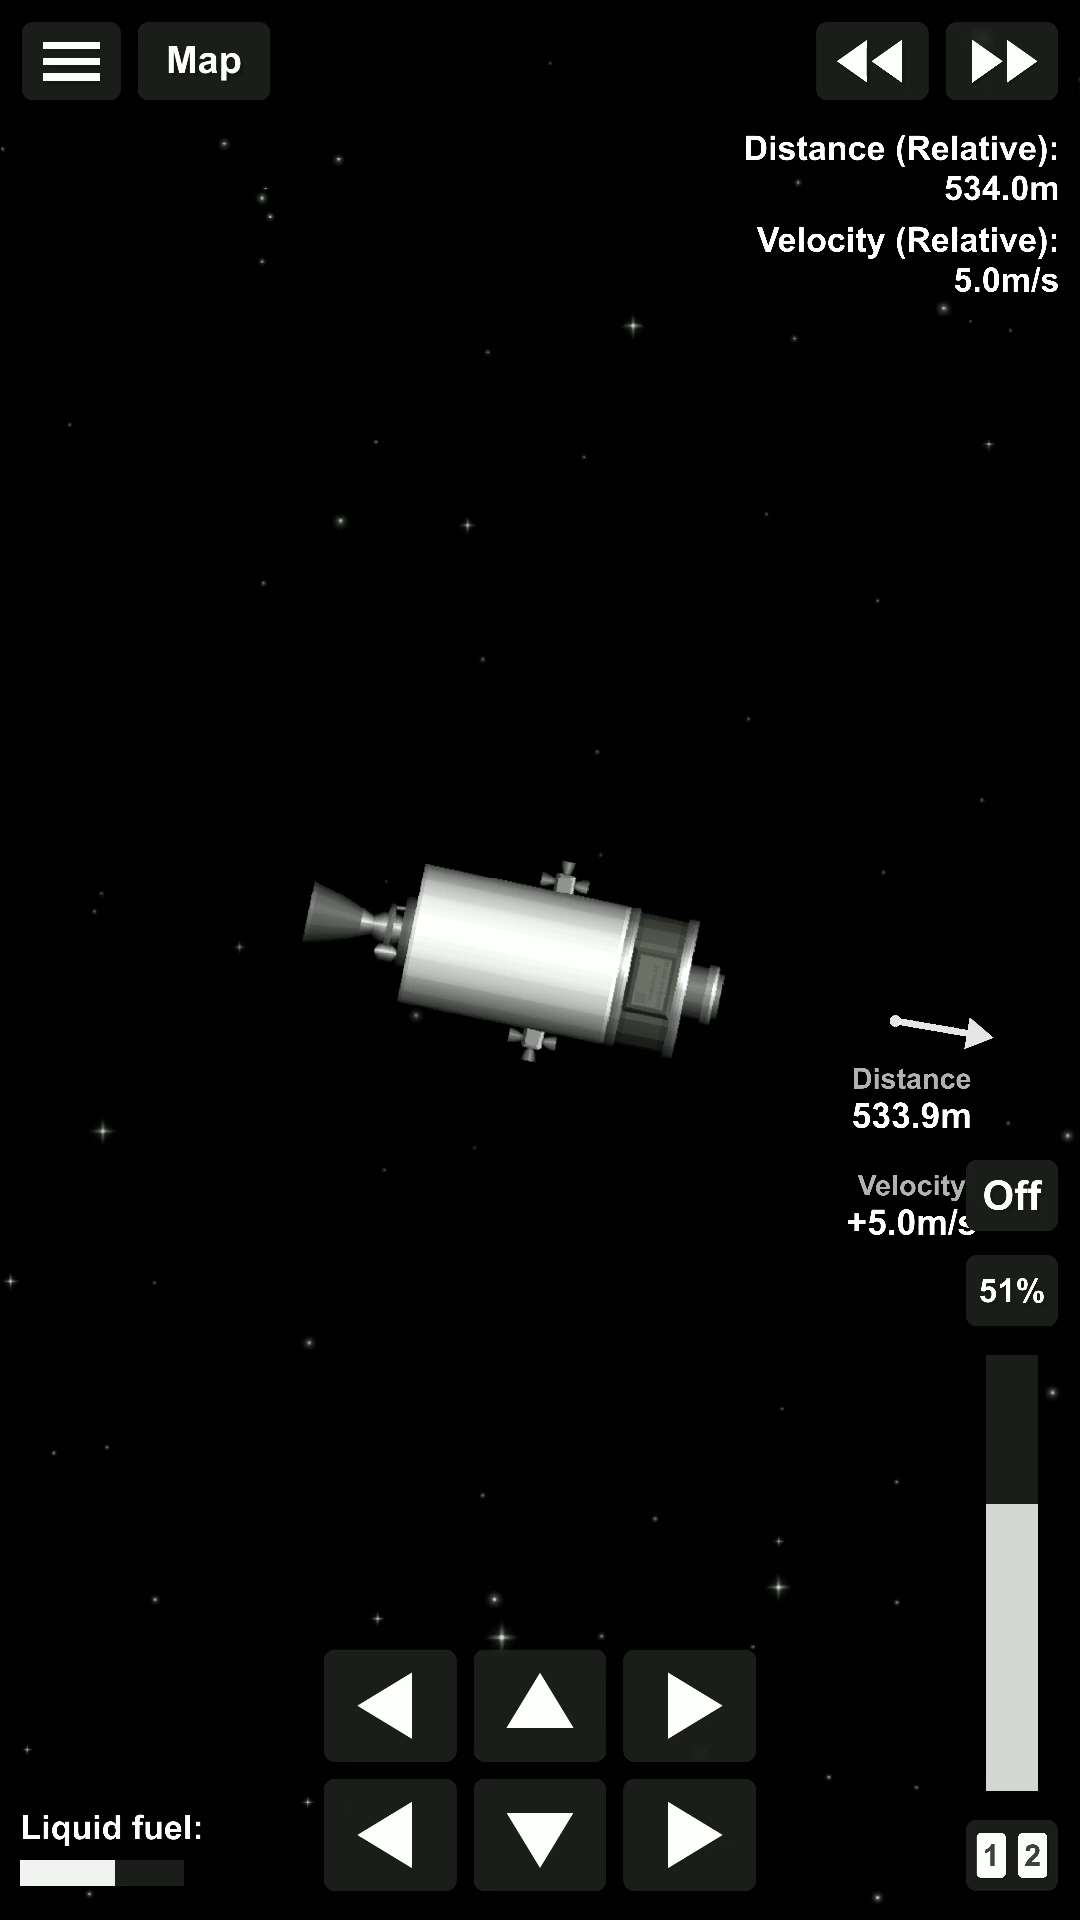 Map
Distance (Relative):
534.0m
Velocity (Relative):
5.0m/s
Distance
533.9m
Velocity
+5.0m/s
Off
51%
Liquid fuel:
1 2